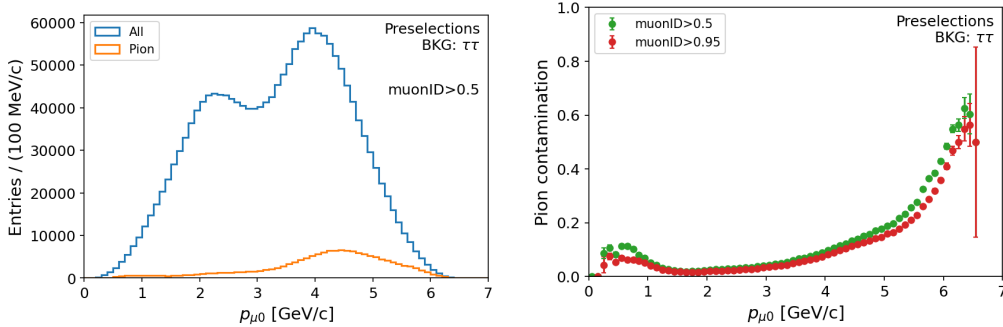 All
Pion
Preselections
BKG: ττ
muonID>0.5
60000
50000
40000
30000
20000
10000
0
Entries / (100 MeV/c)
0 1 2 3 4 5 6 7
pμ0 [GeV/c]
muonID>0.5
muonID>0.95
Preselections
BKG: ττ
1.0
0.8
0.6
0.4
0.2
0.0
Pion contamination
0 1 2 3 4 5 6 7
pμ0 [GeV/c]